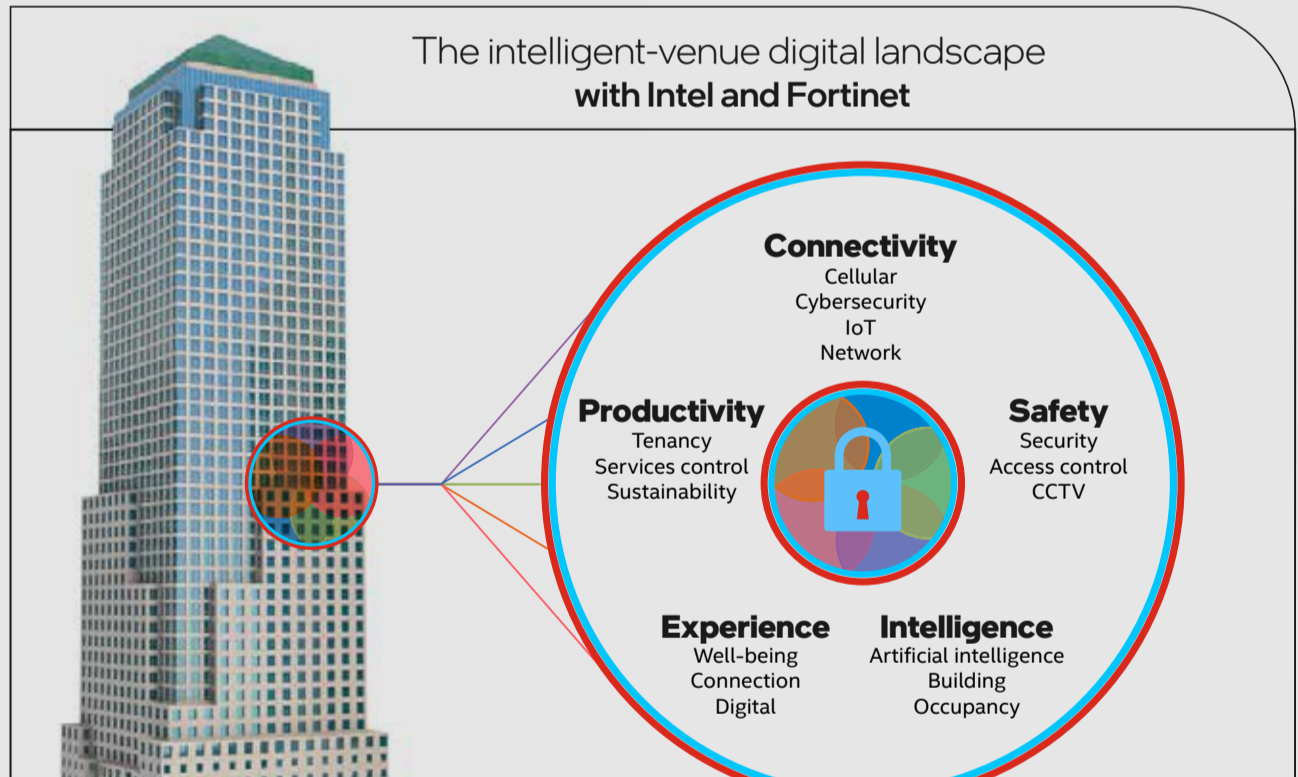 The intelligent-venue digital landscape
with Intel and Fortinet
Connectivity
Cellular
Cybersecurity
IoT
Network
Productivity
Tenancy
Services control
Sustainability
Safety
Security
Access control
CCTV
Experience
Well-being
Connection
Digital
Intelligence
Artificial intelligence
Building
Occupancy